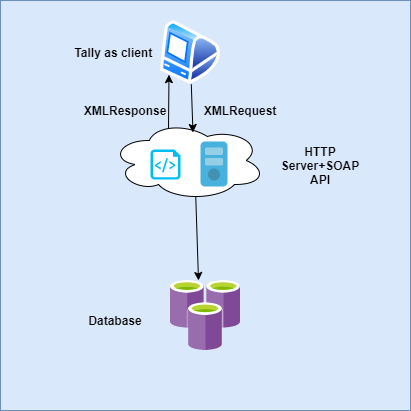 Tally as client
XMLResponse
XMLRequest
</>
HTTP
Server+SOAP
API
Database